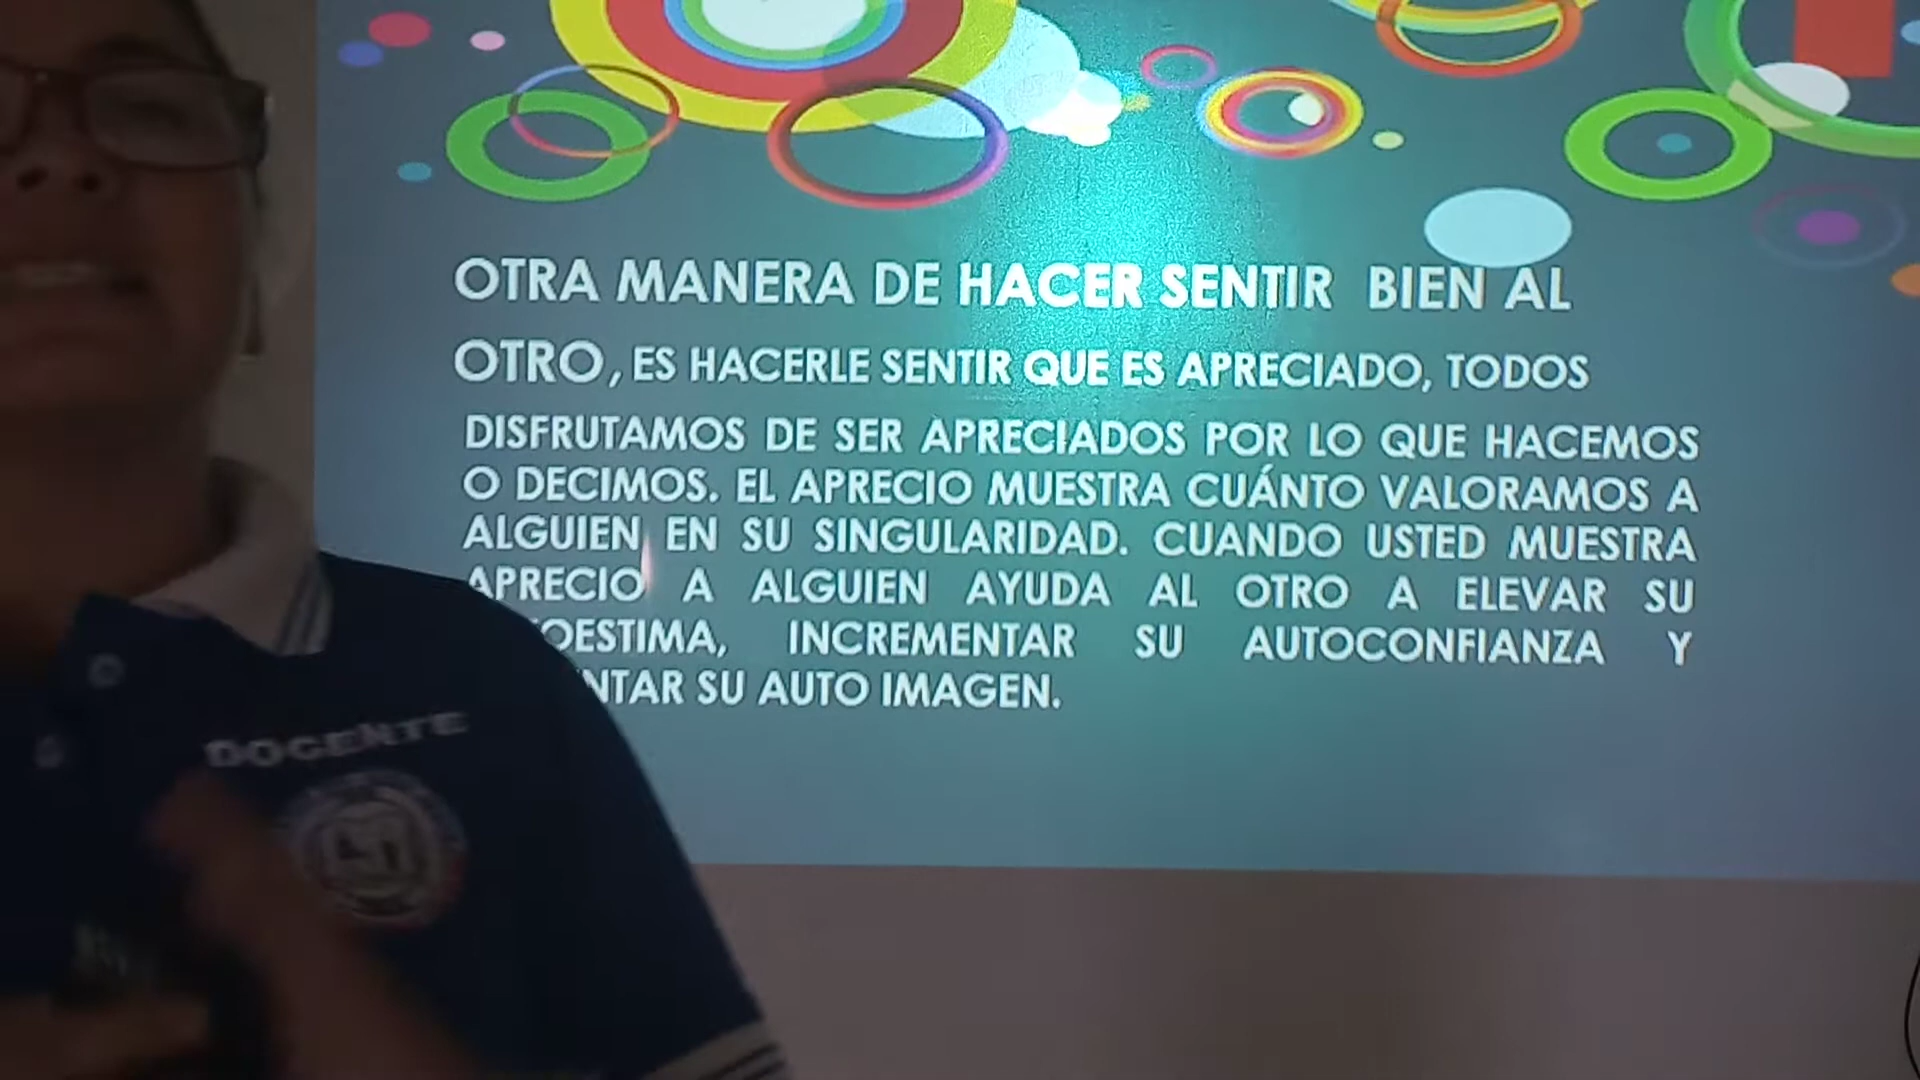 OTRA MANERA DE HACER SENTIR BIEN AL
OTRO, ES HACERLE SENTIR QUE ES APRECIADO, TODOS
DISFRUTAMOS DE SER APRECIADOS POR LO QUE HACEMOS
O DECIMOS. EL APRECIO MUESTRA CUÁNTO VALORAMOS A
ALGUIEN EN SU SINGULARIDAD. CUANDO USTED MUESTRA
APRECIO A ALGUIEN AYUDA AL OTRO A ELEVAR SU
OESTIMA, INCREMENTAR SU AUTOCONFIANZA Y
NTAR SU AUTO IMAGEN.
DOCENTE